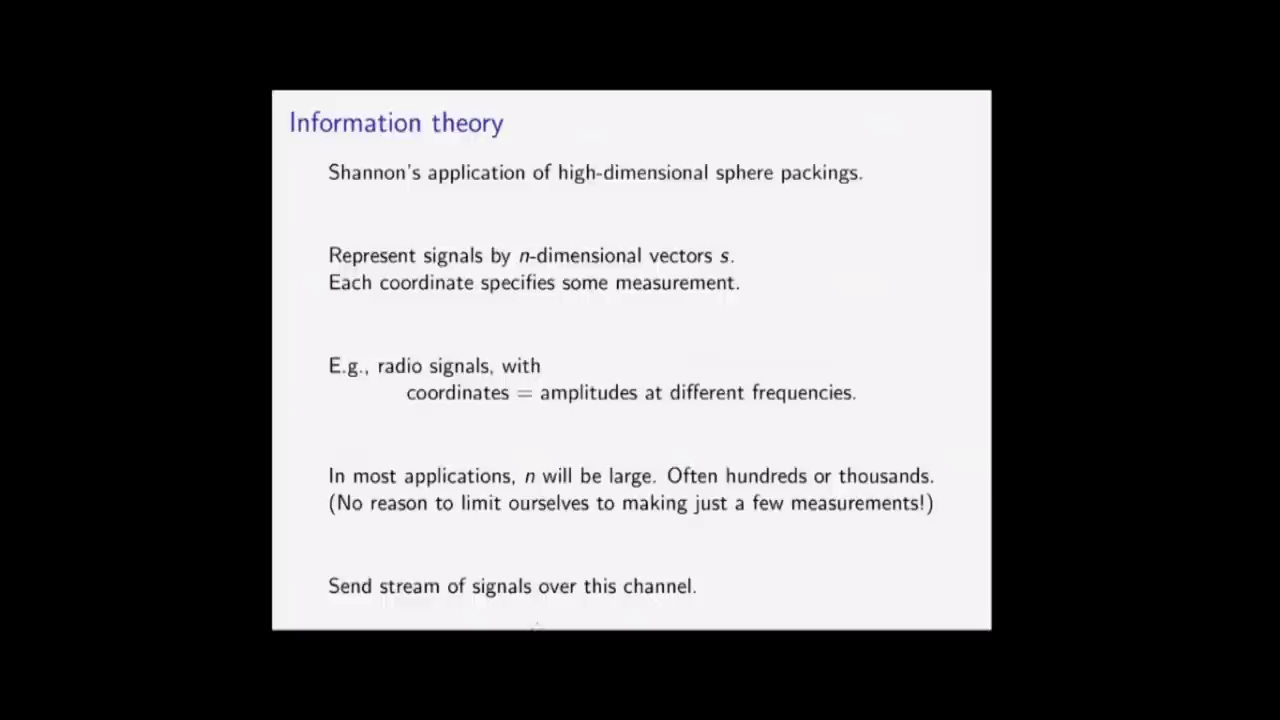 Information theory
Shannon's application of high-dimensional sphere packings.
Represent signals by n-dimensional vectors s.
Each coordinate specifies some measurement.
E.g., radio signals, with
coordinates = amplitudes at different frequencies.
In most applications, n will be large. Often hundreds or thousands.
(No reason to limit ourselves to making just a few measurements!)
Send stream of signals over this channel.